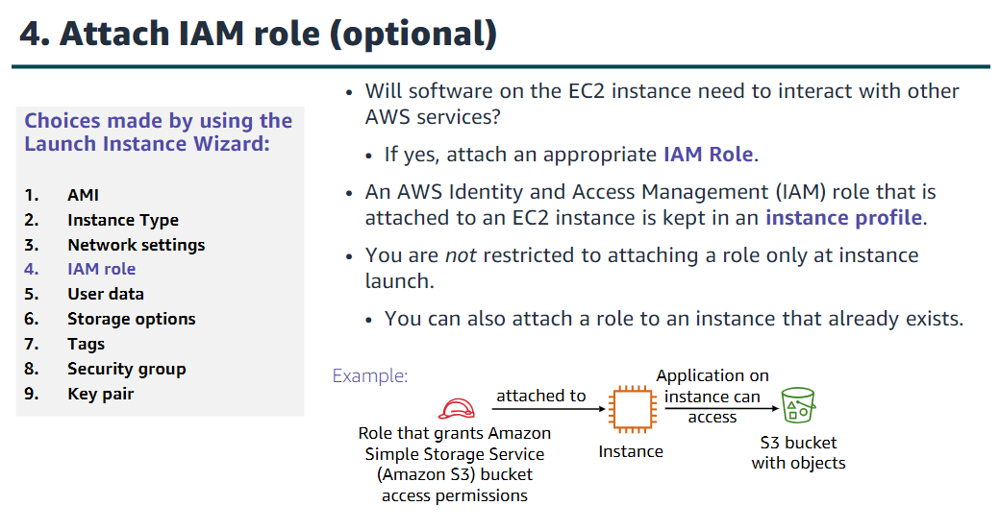 4. Attach IAM role (optional)
Choices made by using the
Launch Instance Wizard:
1. AMI
2. Instance Type
3. Network settings
4. IAM role
5. User data
6. Storage options
7. Tags
8. Security group
9. Key pair
• Will software on the EC2 instance need to interact with other
AWS services?
• If yes, attach an appropriate IAM Role.
• An AWS Identity and Access Management (IAM) role that is
attached to an EC2 instance is kept in an instance profile.
• You are not restricted to attaching a role only at instance
launch.
• You can also attach a role to an instance that already exists.
Example:
Role that grants Amazon
Simple Storage Service
(Amazon S3) bucket
access permissions
attached to
Instance
Application on
instance can
access
S3 bucket
with objects